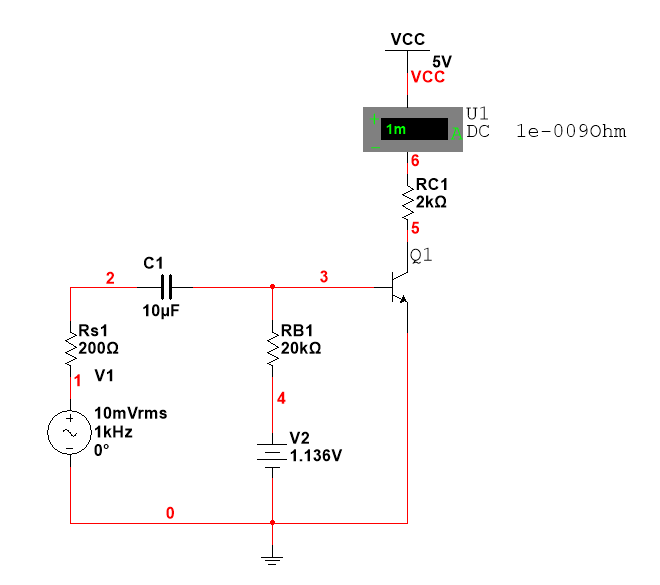 VCC
5V
VCC
U1
1m
A
DC 1e-009Ohm
6
RC1
2kΩ
5
Q1
C1
2
3
10µF
Rs1
200Ω
RB1
20kΩ
1
V1
4
10mVrms
1kHz
0°
V2
1.136V
0